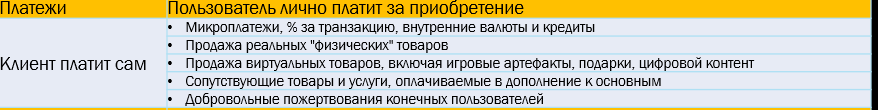 Платежи Пользователь лично платит за приобретение
• Микроплатежи, % за транзакцию, внутренние валюты и кредиты
• Продажа реальных "физических" товаров
Клиент платит сам • Продажа виртуальных товаров, включая игровые артефакты, подарки, цифровой контент
• Сопутствующие товары и услуги, оплачиваемые в дополнение к основным
• Добровольные пожертвования конечных пользователей